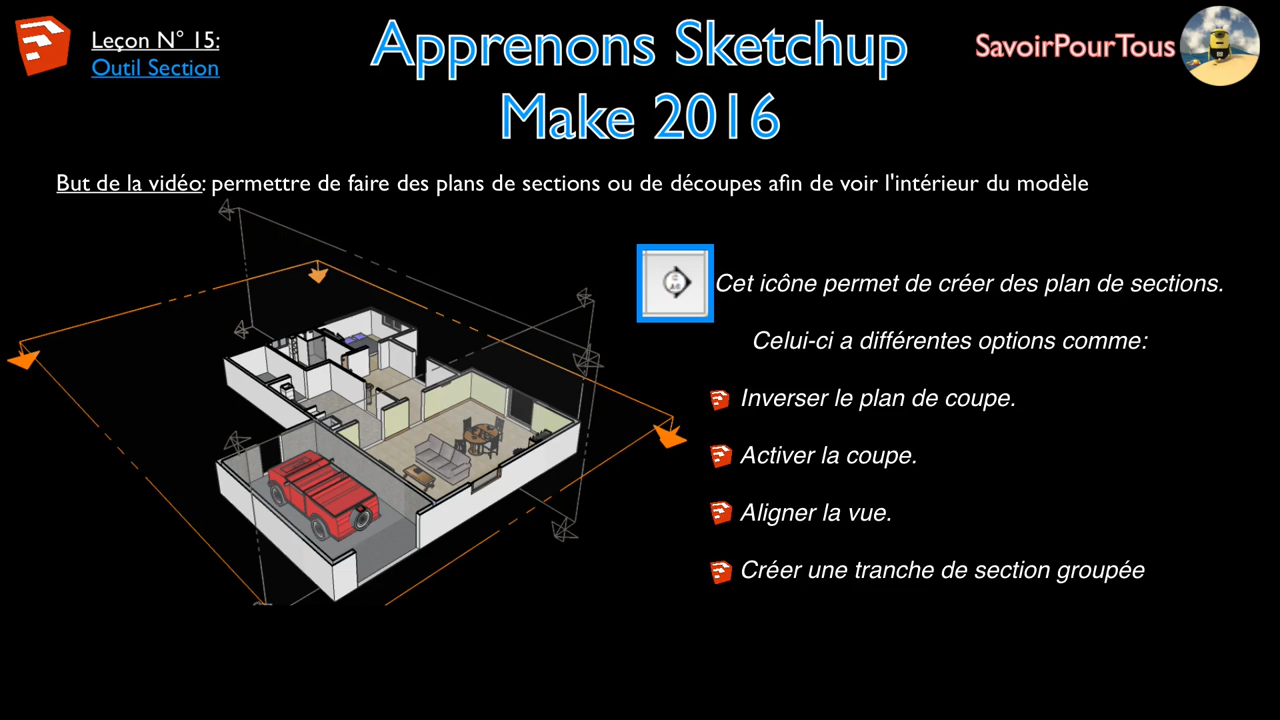 Leçon N° 15:
Outil Section
Apprenons Sketchup
Make 2016
SavoirPourTous
But de la vidéo: permettre de faire des plans de sections ou de découpes afin de voir l'intérieur du modèle
Cet icône permet de créer des plan de sections.
Celui-ci a différentes options comme:
Inverser le plan de coupe.
Activer la coupe.
Aligner la vue.
Créer une tranche de section groupée